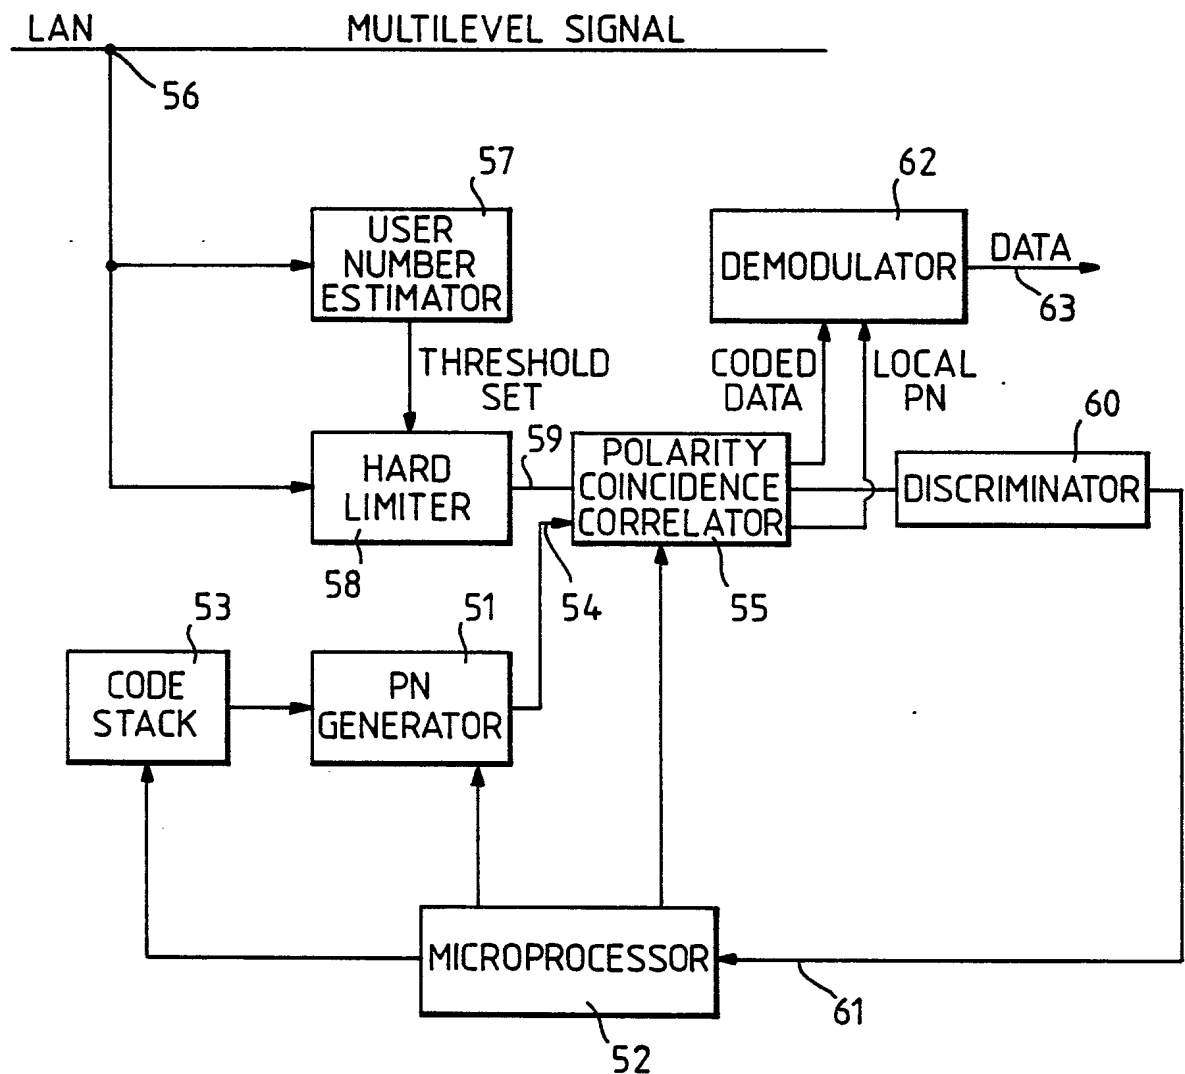 LAN MULTILEVEL SIGNAL
56
57
62
USER
NUMBER
ESTIMATOR
DEMODULATOR
DATA
63
THRESHOLD
SET
CODED
DATA
LOCAL
PN
60
59
HARD
LIMITER
58
POLARITY
COINCIDENCE
CORRELATOR
DISCRIMINATOR
54
55
53
51
CODE
STACK
PN
GENERATOR
MICROPROCESSOR
61
52